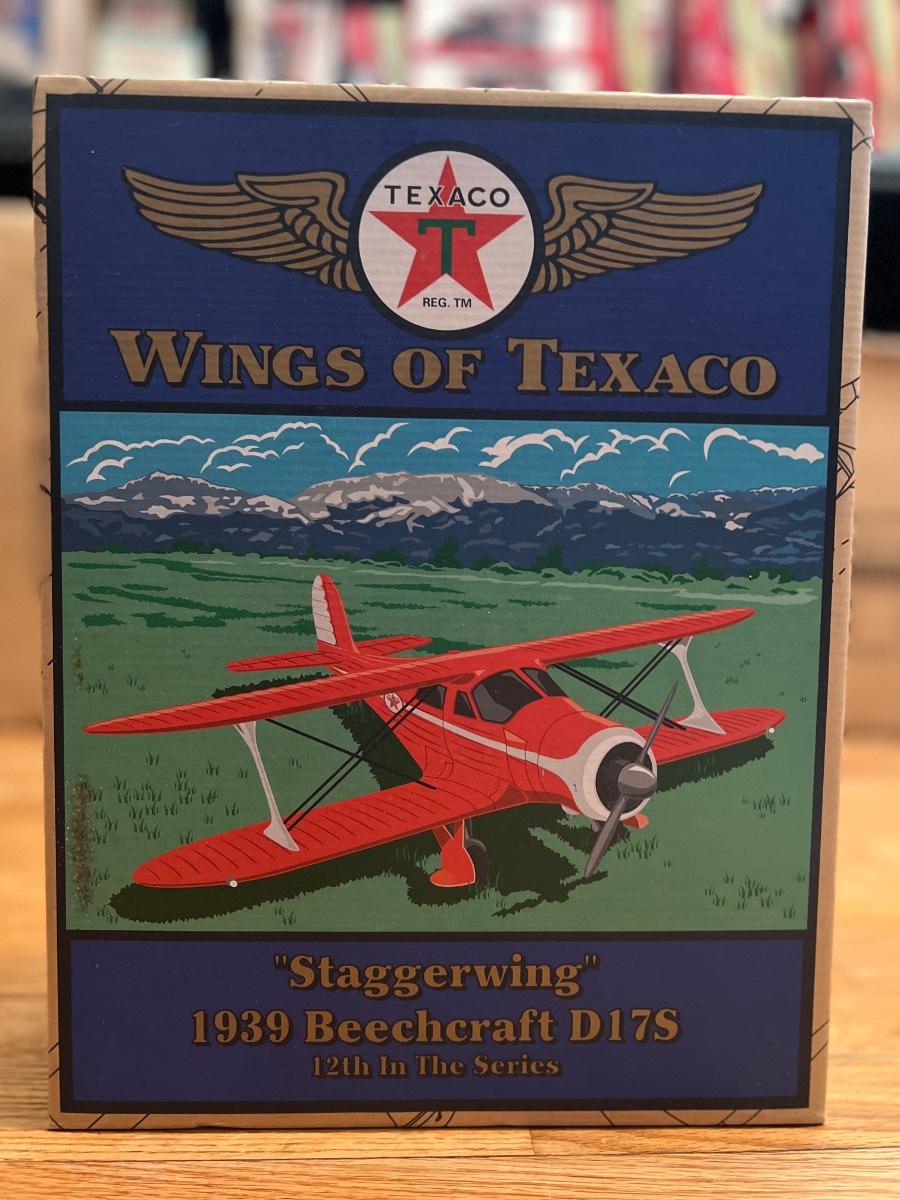 TEXACO
T
REG. TM
WINGS OF TEXACO
"Staggerwing"
1939 Beechcraft D17S
12th In The Series